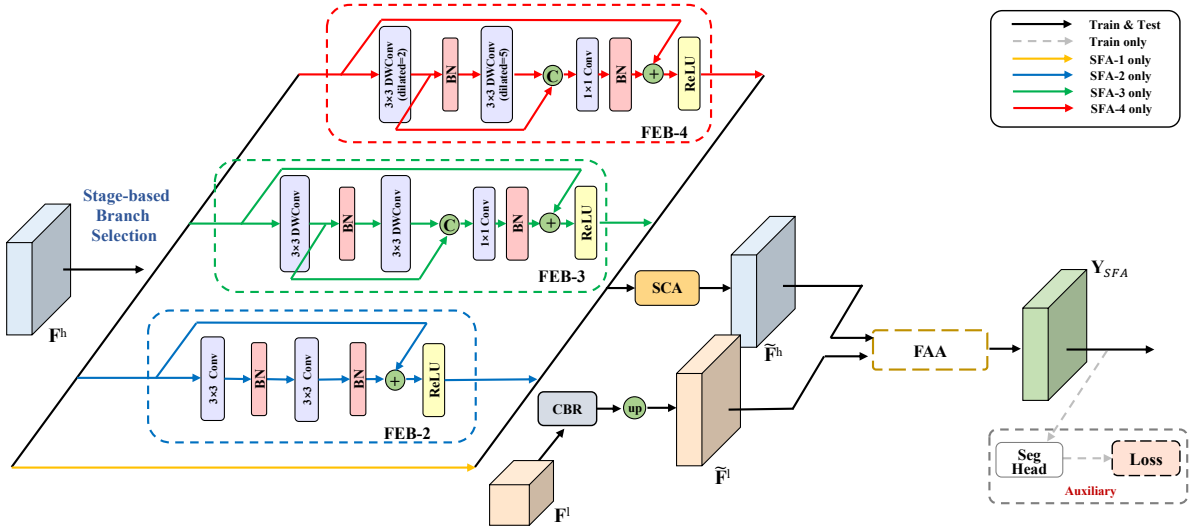 Train & Test
Train only
SFA-1 only
SFA-2 only
SFA-3 only
SFA-4 only
3×3 DWConv
(dilated=2)
BN
3×3 DWConv
(dilated=5)
C
1×1 Conv
BN
+
ReLU
FEB-4
Stage-based
Branch
Selection
3×3 DWConv
BN
3×3 DWConv
C
1×1 Conv
BN
+
ReLU
FEB-3
Fʰ
SCA
F̃ʰ
Y_SFA
FAA
3×3 Conv
BN
3×3 Conv
BN
+
ReLU
FEB-2
CBR
up
F̃ˡ
Fˡ
Seg
Head
Loss
Auxiliary